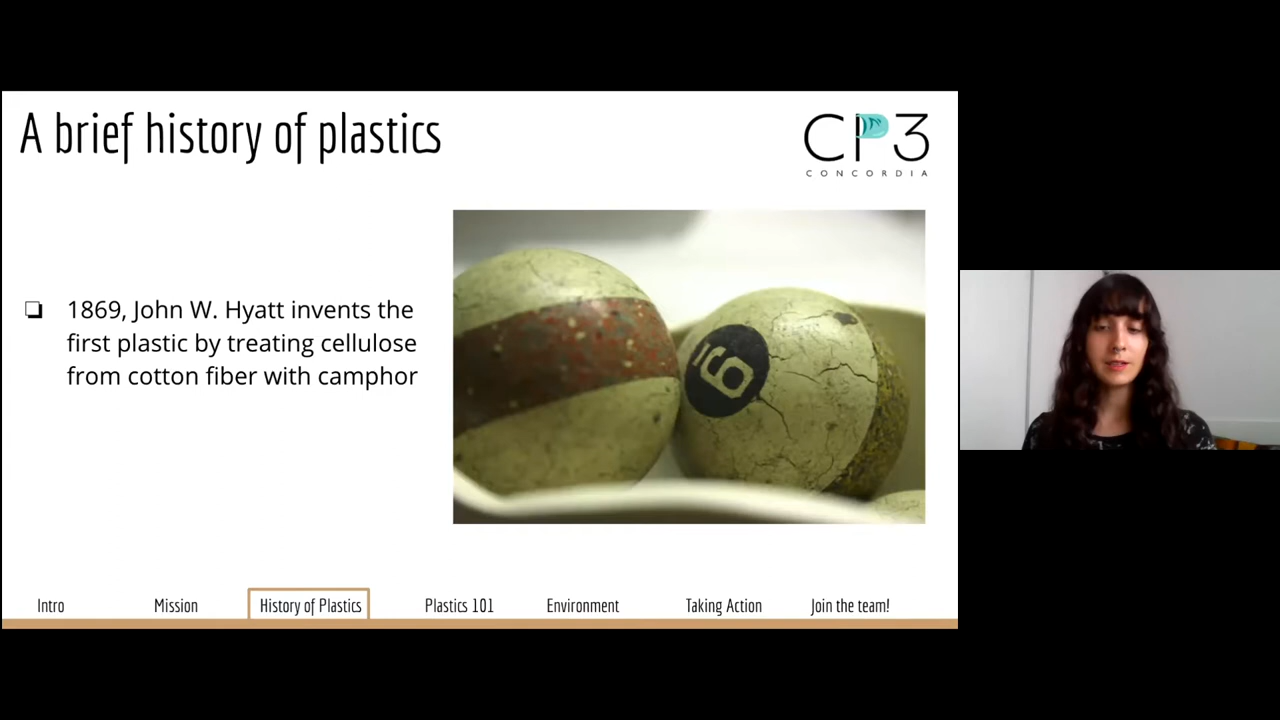 A brief history of plastics
CP3
CONCORDIA
❏ 1869, John W. Hyatt invents the
first plastic by treating cellulose
from cotton fiber with camphor
16
Intro Mission History of Plastics Plastics 101 Environment Taking Action Join the team!